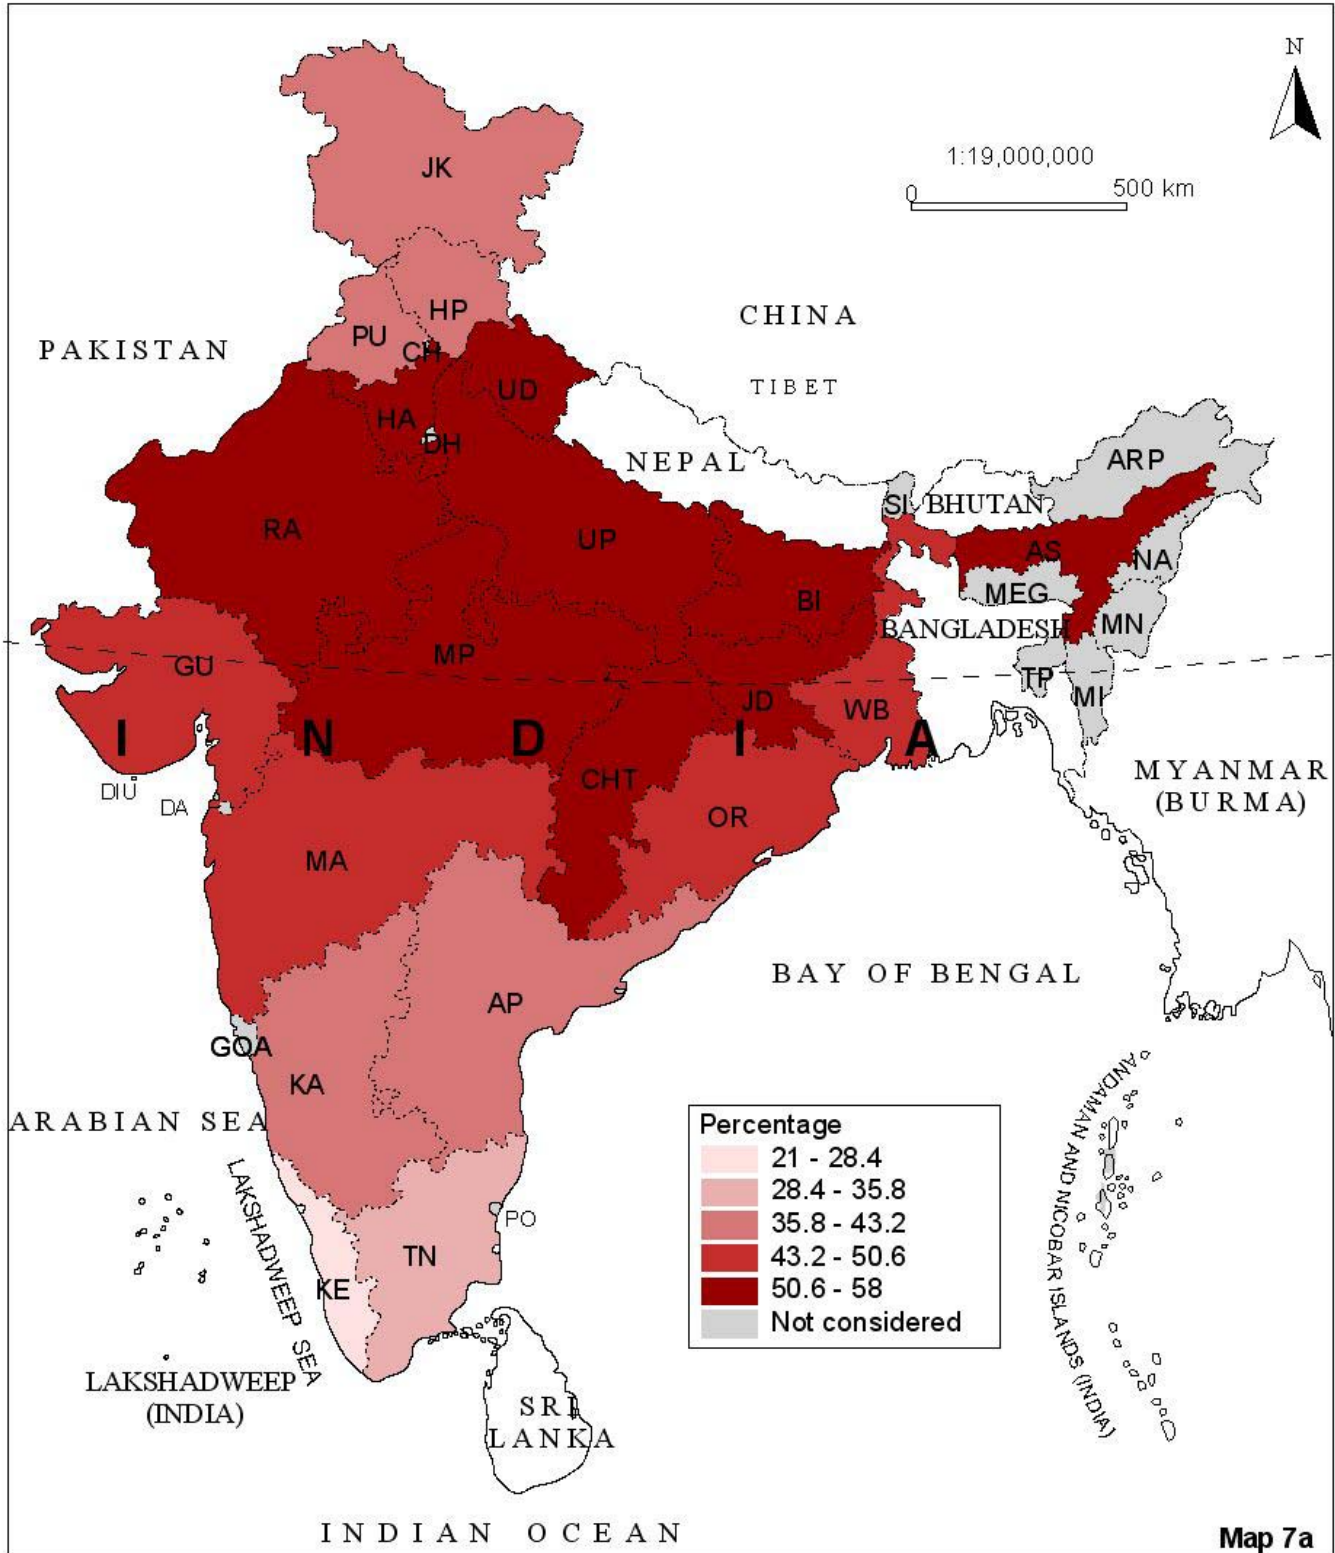 N
1:19,000,000
0 500 km
JK
HP
PU
CH
CHINA
PAKISTAN
TIBET
UD
HA
DH
NEPAL
ARP
SI
BHUTAN
RA
UP
AS
NA
BI
MEG
BANGLADESH
MN
MP
GU
TP
MI
JD
WB
I N D I A
CHT
MYANMAR
(BURMA)
DIU
DA
OR
MA
BAY OF BENGAL
AP
GOA
KA
ARABIAN SEA
ANDAMAN AND NICOBAR ISLANDS (INDIA)
Percentage
21 - 28.4
28.4 - 35.8
35.8 - 43.2
43.2 - 50.6
50.6 - 58
Not considered
LAKSHADWEEP SEA
PO
TN
KE
LAKSHADWEEP
(INDIA)
SRI
LANKA
INDIAN OCEAN
Map 7a